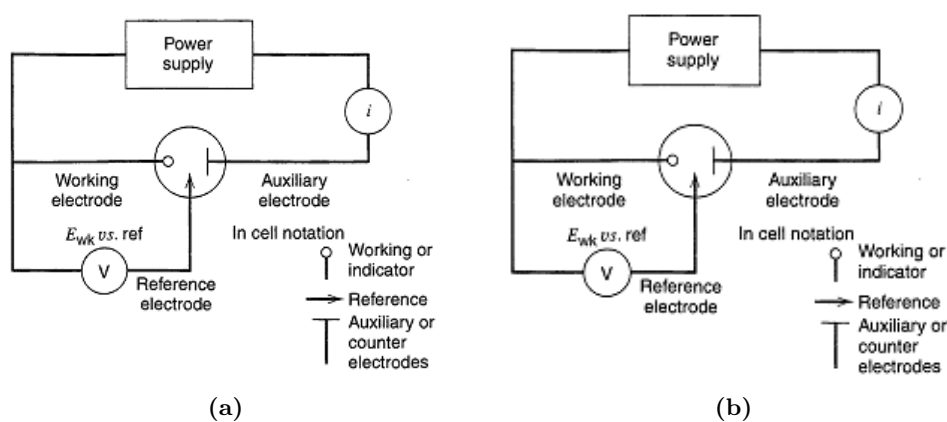 Power
supply
i
Working
electrode
Auxiliary
electrode
E_wk vs. ref
V
Reference
electrode
In cell notation
Working or
indicator
Reference
Auxiliary or
counter
electrodes
(a)
Power
supply
i
Working
electrode
Auxiliary
electrode
E_wk vs. ref
V
Reference
electrode
In cell notation
Working or
indicator
Reference
Auxiliary or
counter
electrodes
(b)